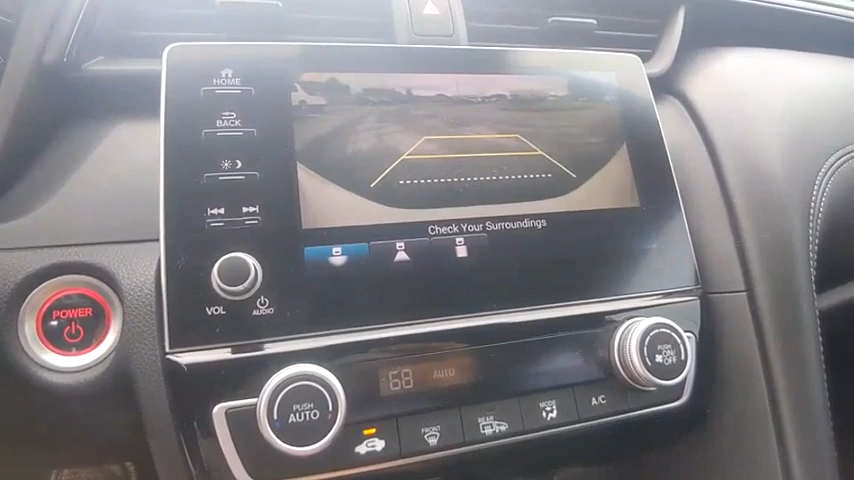 HOME
BACK
VOL
AUDIO
Check Your Surroundings
POWER
PUSH
AUTO
68 AUTO
PUSH
ON/
OFF
FRONT
REAR
MODE
A/C